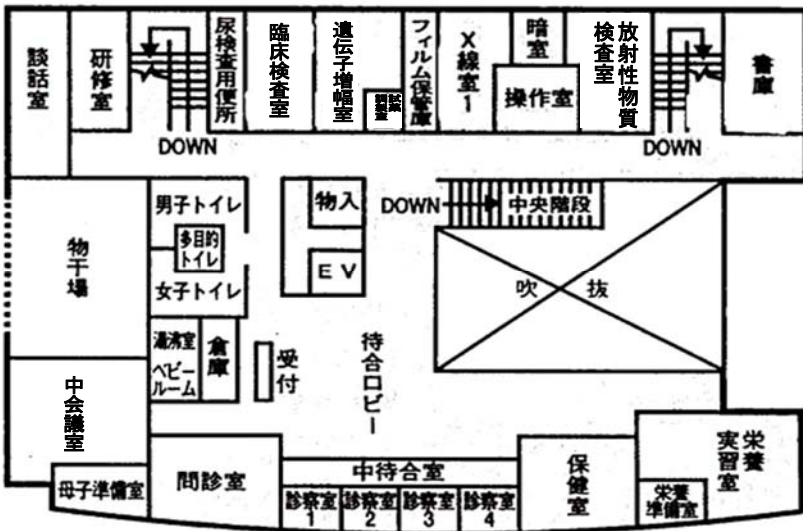 談話室
研修室
DOWN
尿検査用便所
臨床検査室
遺伝子増幅室
試薬
調製室
フィルム保管庫
X線室1
暗室
操作室
放射性物質
検査室
DOWN
書庫
物干場
男子トイレ
多目的
トイレ
女子トイレ
物入
EV
DOWN
中央階段
吹抜
湯沸室
ベビー
ルーム
倉庫
受付
待合ロビー
中会議室
母子準備室
問診室
中待合室
診察室
1
診察室
2
診察室
3
診察室
4
保健室
栄養
実習室
栄養
準備室